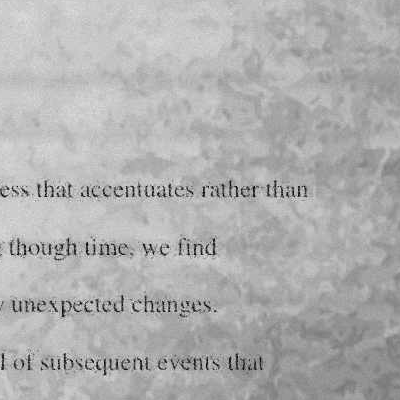 ess that accentuates rather than
though time, we find
unexpected changes.
of subsequent events that